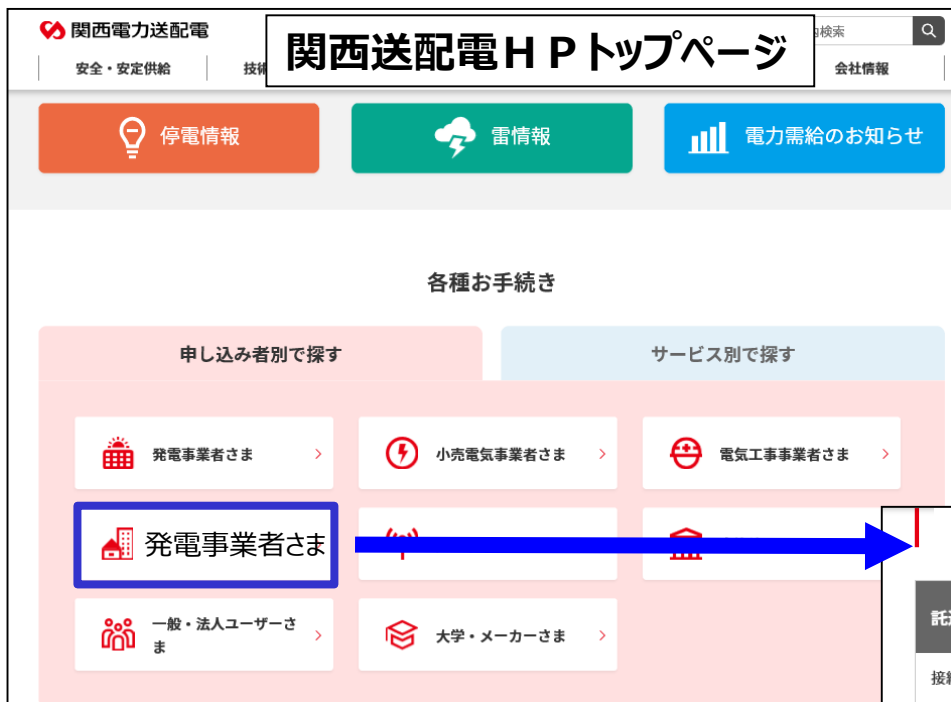 関西電力送配電
関西送配電HPトップページ
内検索
安全・安定供給
技術
会社情報
停電情報
雷情報
電力需給のお知らせ
各種お手続き
申し込み者別で探す
サービス別で探す
発電事業者さま
小売電気事業者さま
電気工事事業者さま
発電事業者さま
一般・法人ユーザーさ
ま
大学・メーカーさま
託送
接続